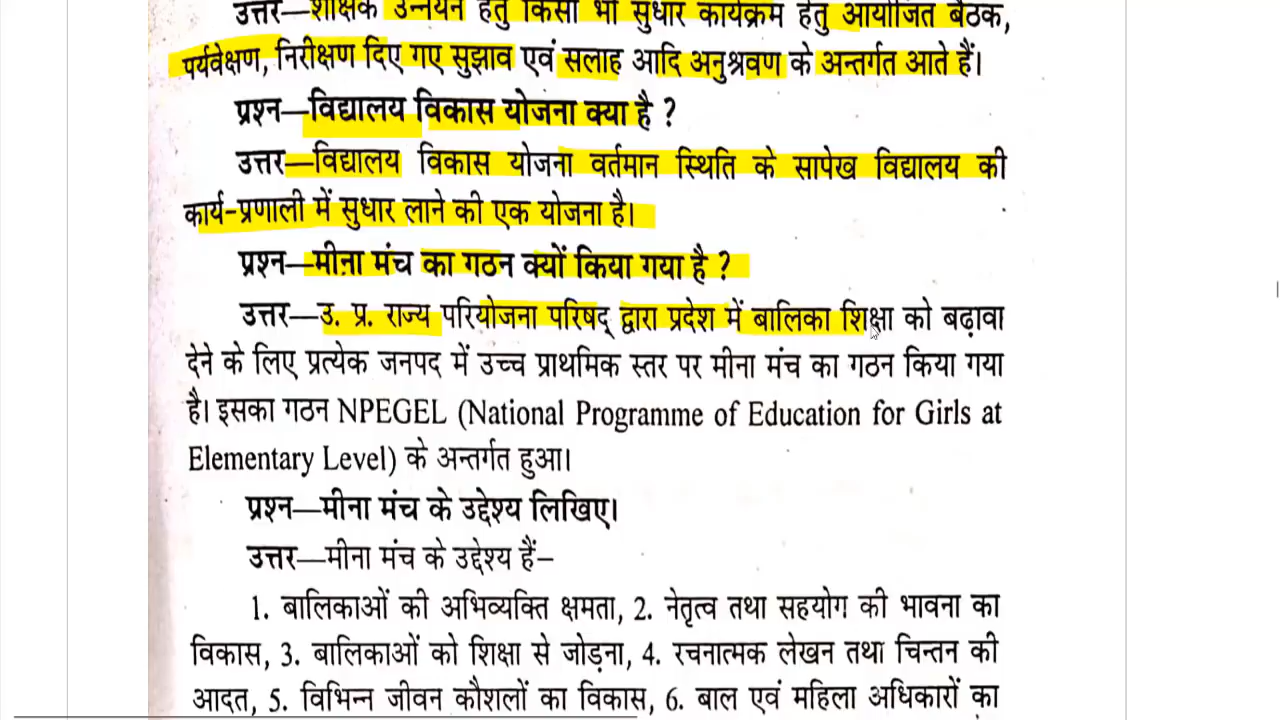 उत्तर—शैक्षिक उन्नयन हेतु किसी भी सुधार कार्यक्रम हेतु आयोजित बैठक,
पर्यवेक्षण, निरीक्षण दिए गए सुझाव एवं सलाह आदि अनुश्रवण के अन्तर्गत आते हैं।
प्रश्न—विद्यालय विकास योजना क्या है ?
उत्तर—विद्यालय विकास योजना वर्तमान स्थिति के सापेख विद्यालय की
कार्य-प्रणाली में सुधार लाने की एक योजना है।
प्रश्न—मीना मंच का गठन क्यों किया गया है ?
उत्तर—उ. प्र. राज्य परियोजना परिषद् द्वारा प्रदेश में बालिका शिक्षा को बढ़ावा
देने के लिए प्रत्येक जनपद में उच्च प्राथमिक स्तर पर मीना मंच का गठन किया गया
है। इसका गठन NPEGEL (National Programme of Education for Girls at
Elementary Level) के अन्तर्गत हुआ।
प्रश्न—मीना मंच के उद्देश्य लिखिए।
उत्तर—मीना मंच के उद्देश्य हैं–
1. बालिकाओं की अभिव्यक्ति क्षमता, 2. नेतृत्व तथा सहयोग की भावना का
विकास, 3. बालिकाओं को शिक्षा से जोड़ना, 4. रचनात्मक लेखन तथा चिन्तन की
आदत, 5. विभिन्न जीवन कौशलों का विकास, 6. बाल एवं महिला अधिकारों का